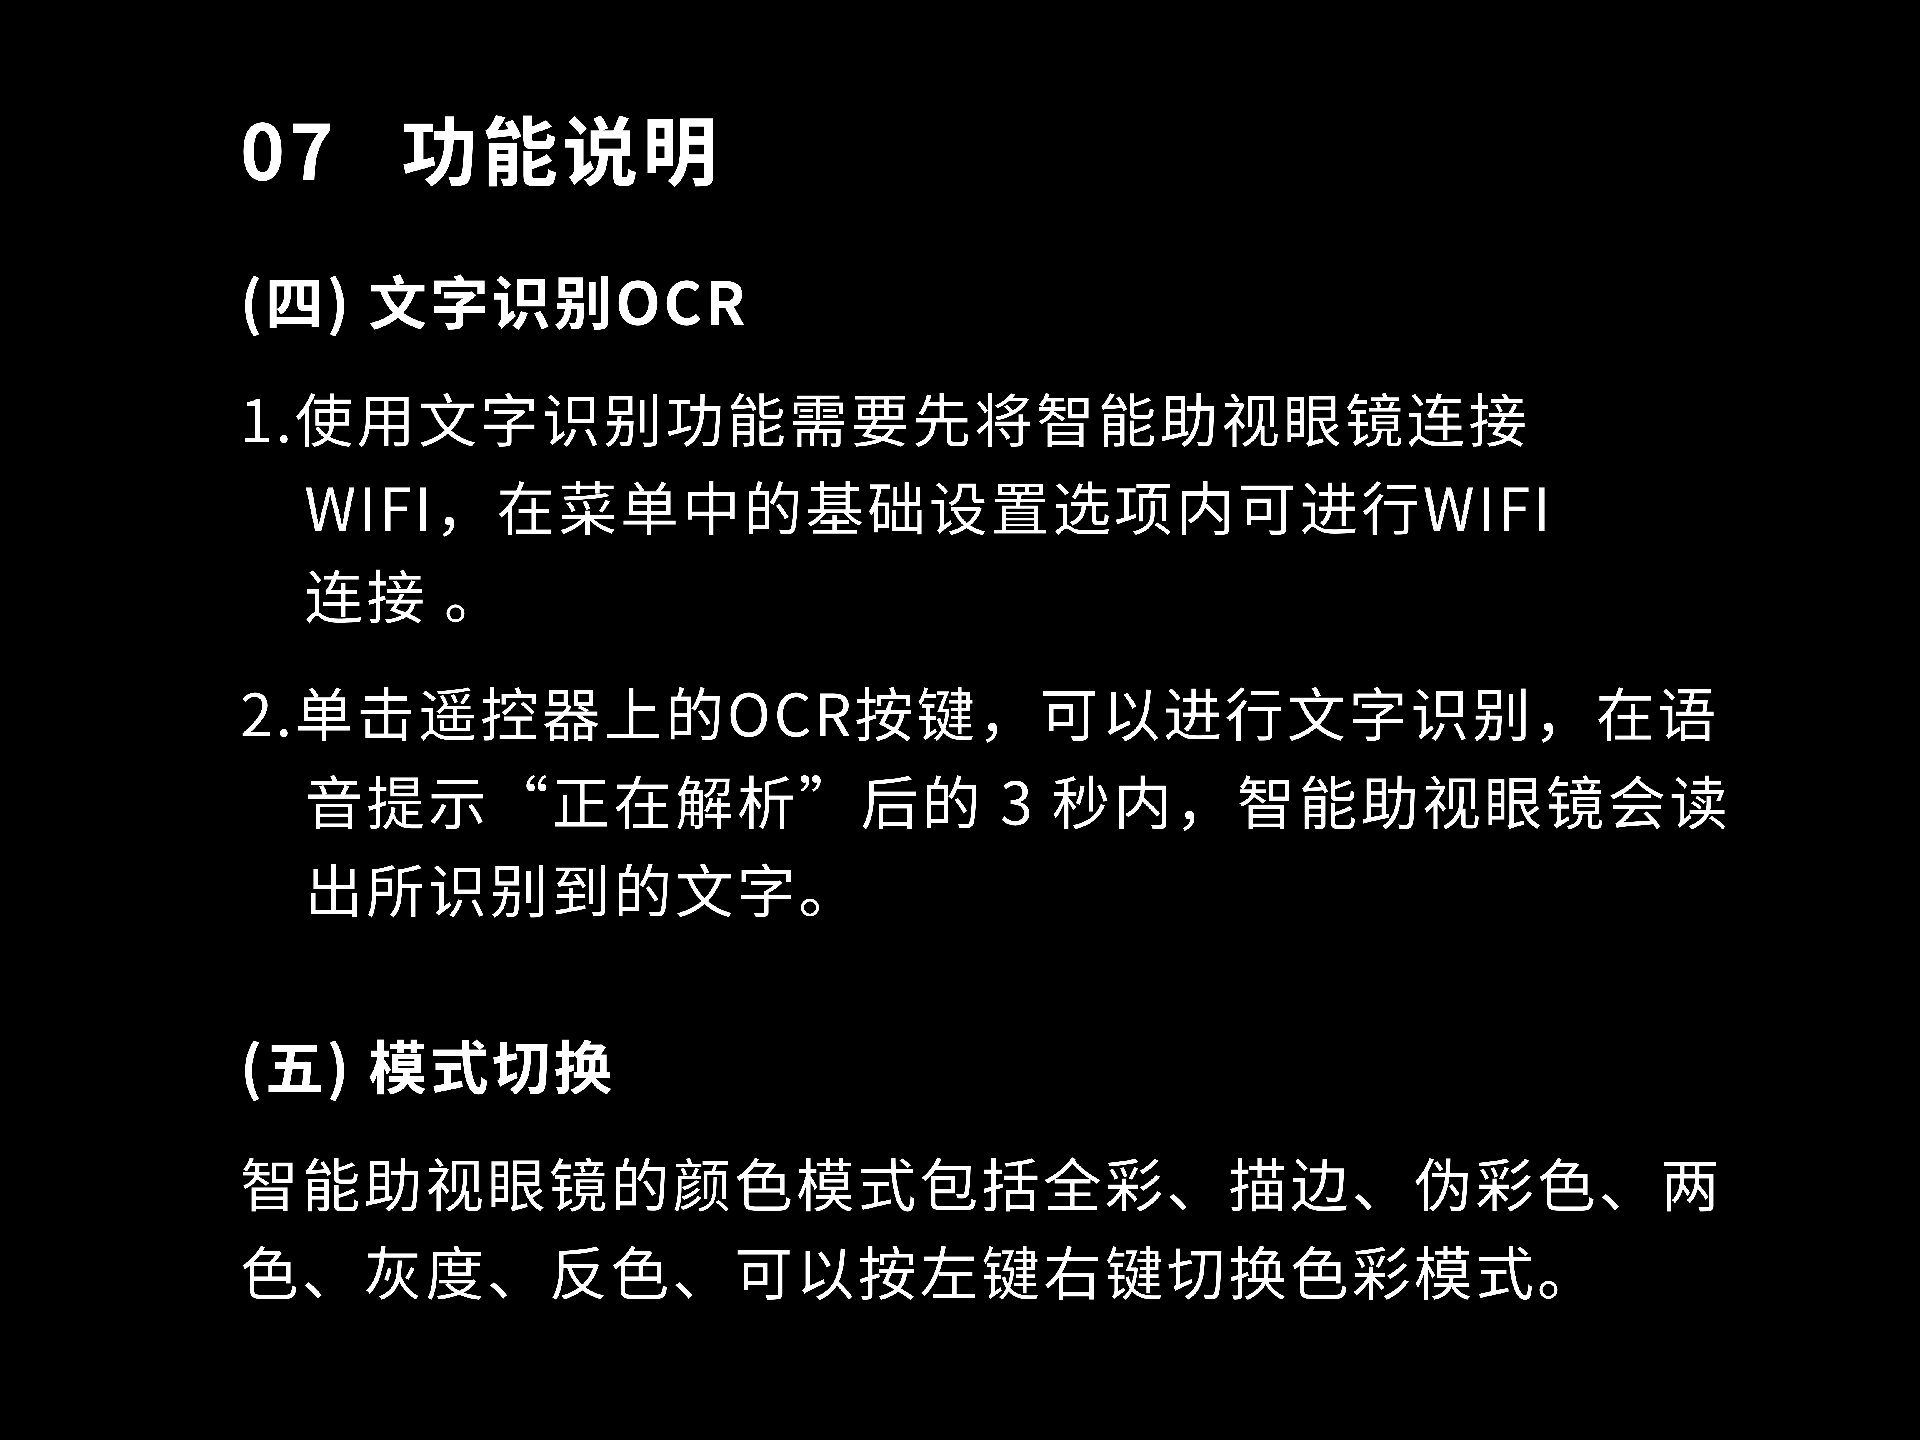 07 功能说明
(四) 文字识别OCR
1.使用文字识别功能需要先将智能助视眼镜连接
WIFI，在菜单中的基础设置选项内可进行WIFI
连接 。
2.单击遥控器上的OCR按键，可以进行文字识别，在语
音提示“正在解析”后的 3 秒内，智能助视眼镜会读
出所识别到的文字。
(五) 模式切换
智能助视眼镜的颜色模式包括全彩、描边、伪彩色、两
色、灰度、反色、可以按左键右键切换色彩模式。